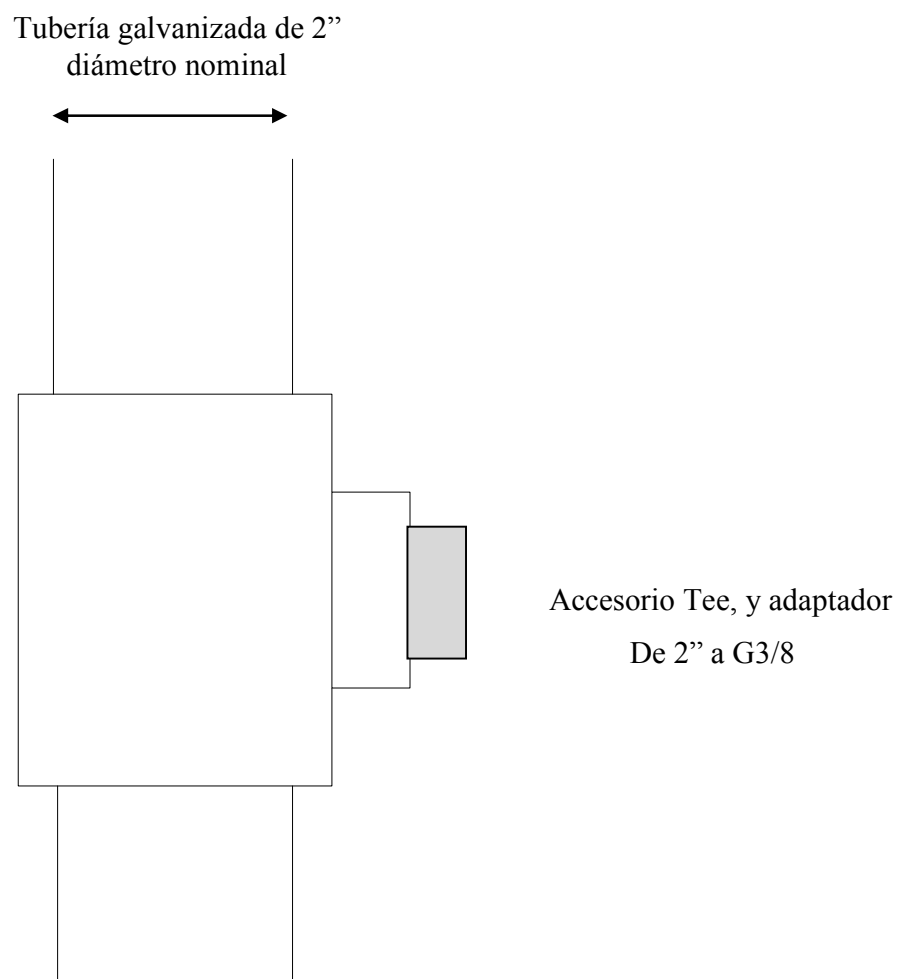 Tubería galvanizada de 2”
diámetro nominal
Accesorio Tee, y adaptador
De 2” a G3/8